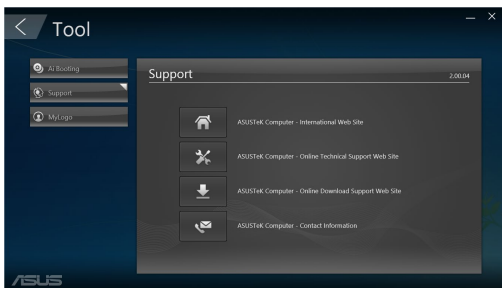 Tool
Ai Booting
Support
MyLogo
Support
2.00.04
ASUSTeK Computer - International Web Site
ASUSTeK Computer - Online Technical Support Web Site
ASUSTeK Computer - Online Download Support Web Site
ASUSTeK Computer - Contact Information
ASUS